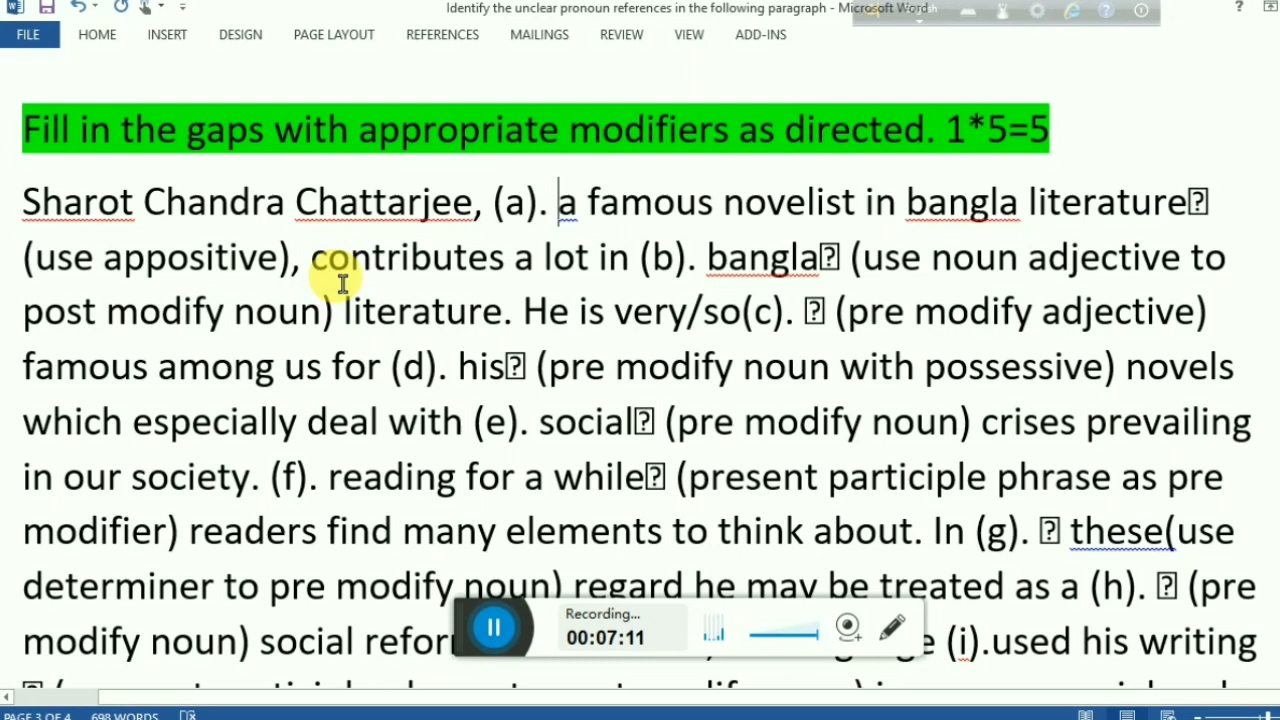 Identify the unclear pronoun references in the following paragraph - Microsoft Word
FILE HOME INSERT DESIGN PAGE LAYOUT REFERENCES MAILINGS REVIEW VIEW ADD-INS
Fill in the gaps with appropriate modifiers as directed. 1*5=5
Sharot Chandra Chattarjee, (a). a famous novelist in bangla literature
(use appositive), contributes a lot in (b). bangla (use noun adjective to
post modify noun) literature. He is very/so(c). (pre modify adjective)
famous among us for (d). his (pre modify noun with possessive) novels
which especially deal with (e). social (pre modify noun) crises prevailing
in our society. (f). reading for a while (present participle phrase as pre
modifier) readers find many elements to think about. In (g). these(use
determiner to pre modify noun) regard he may be treated as a (h). (pre
modify noun) social (i).used his writing
Recording...
00:07:11
PAGE 3 OF 4 698 WORDS